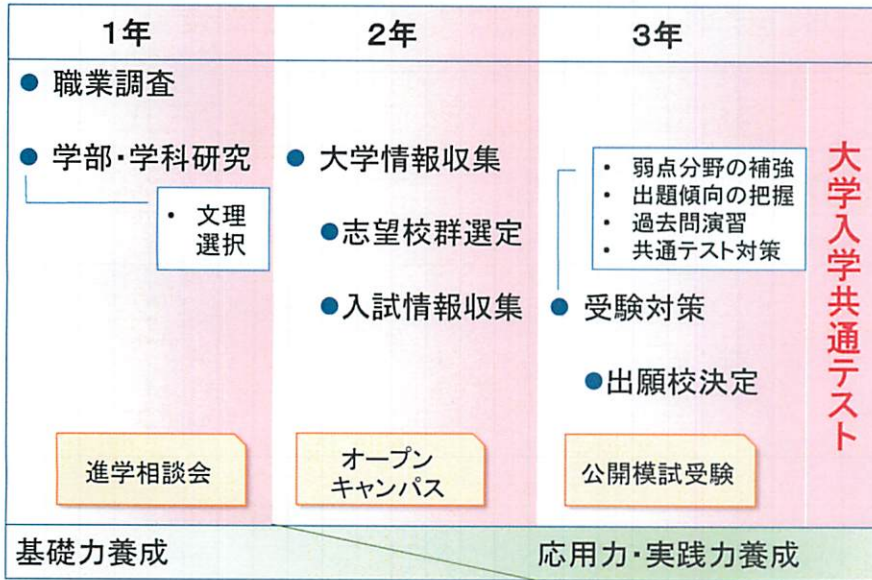 1年
2年
3年
● 職業調査
● 学部・学科研究
・ 文理
選択
● 大学情報収集
●志望校群選定
●入試情報収集
・ 弱点分野の補強
・ 出題傾向の把握
・ 過去問演習
・ 共通テスト対策
● 受験対策
●出願校決定
大学入学共通テスト
進学相談会
オープン
キャンパス
公開模試受験
基礎力養成
応用力・実践力養成